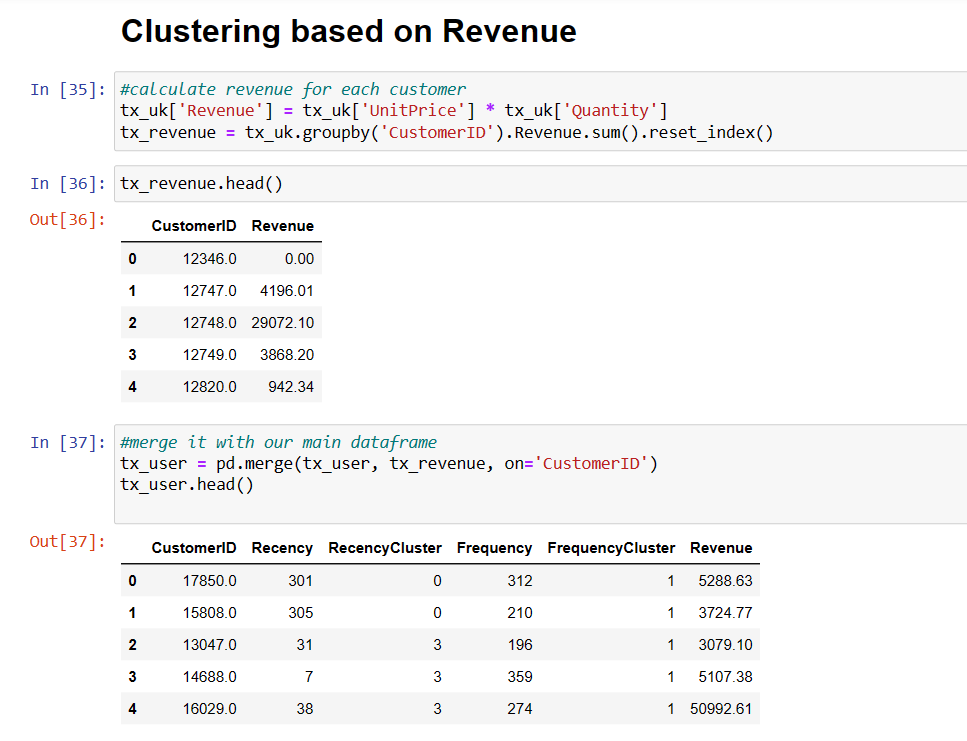 Clustering based on Revenue
In [35]: #calculate revenue for each customer
tx_uk['Revenue'] = tx_uk['UnitPrice'] * tx_uk['Quantity']
tx_revenue = tx_uk.groupby('CustomerID').Revenue.sum().reset_index()
In [36]: tx_revenue.head()
Out[36]:
CustomerID Revenue
0 12346.0 0.00
1 12747.0 4196.01
2 12748.0 29072.10
3 12749.0 3868.20
4 12820.0 942.34
In [37]: #merge it with our main dataframe
tx_user = pd.merge(tx_user, tx_revenue, on='CustomerID')
tx_user.head()
Out[37]:
CustomerID Recency RecencyCluster Frequency FrequencyCluster Revenue
0 17850.0 301 0 312 1 5288.63
1 15808.0 305 0 210 1 3724.77
2 13047.0 31 3 196 1 3079.10
3 14688.0 7 3 359 1 5107.38
4 16029.0 38 3 274 1 50992.61